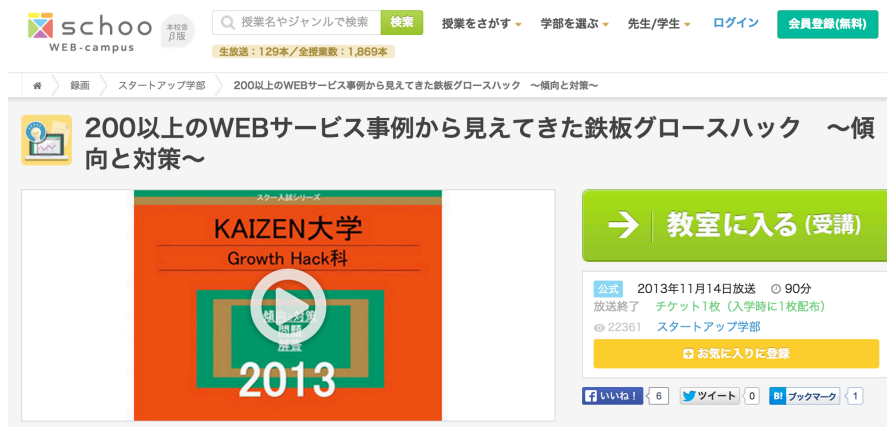 schoo
WEB-campus
本校舎
β版
授業名やジャンルで検索
検索
生放送：129本／全授業数：1,869本
授業をさがす
学部を選ぶ
先生/学生
ログイン
会員登録(無料)
録画
スタートアップ学部
200以上のWEBサービス事例から見えてきた鉄板グロースハック　〜傾向と対策〜
200以上のWEBサービス事例から見えてきた鉄板グロースハック　〜傾
向と対策〜
スクー入試シリーズ
KAIZEN大学
Growth Hack科
傾向と対策
問題
解答
2013
教室に入る(受講)
公式
2013年11月14日放送
90分
放送終了
チケット1枚（入学時に1枚配布）
22361
スタートアップ学部
お気に入りに登録
いいね！
6
ツイート
0
B!
ブックマーク
1